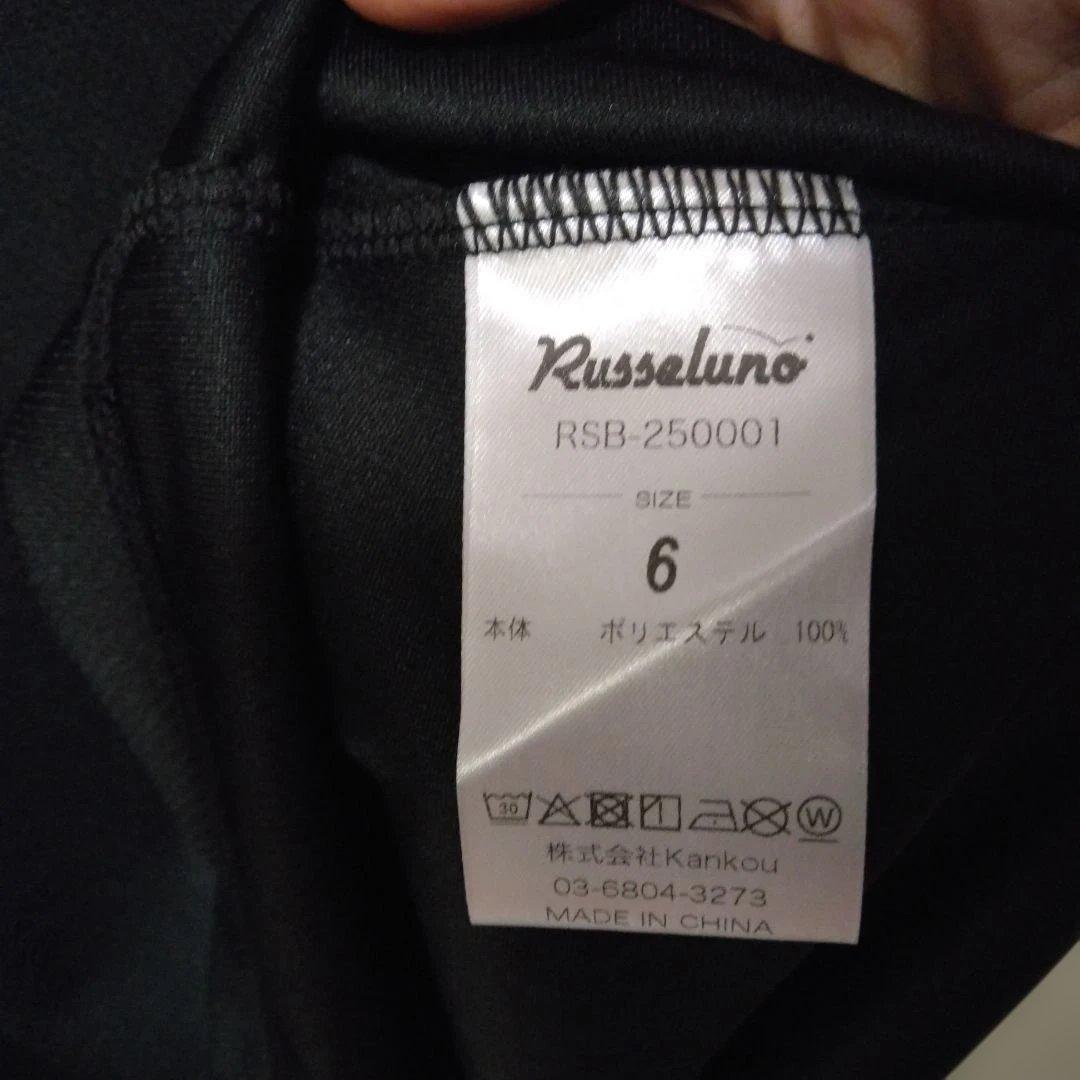 Russeluno
RSB-250001
SIZE
6
本体 ポリエステル 100%
30 W
株式会社Kankou
03-6804-3273
MADE IN CHINA